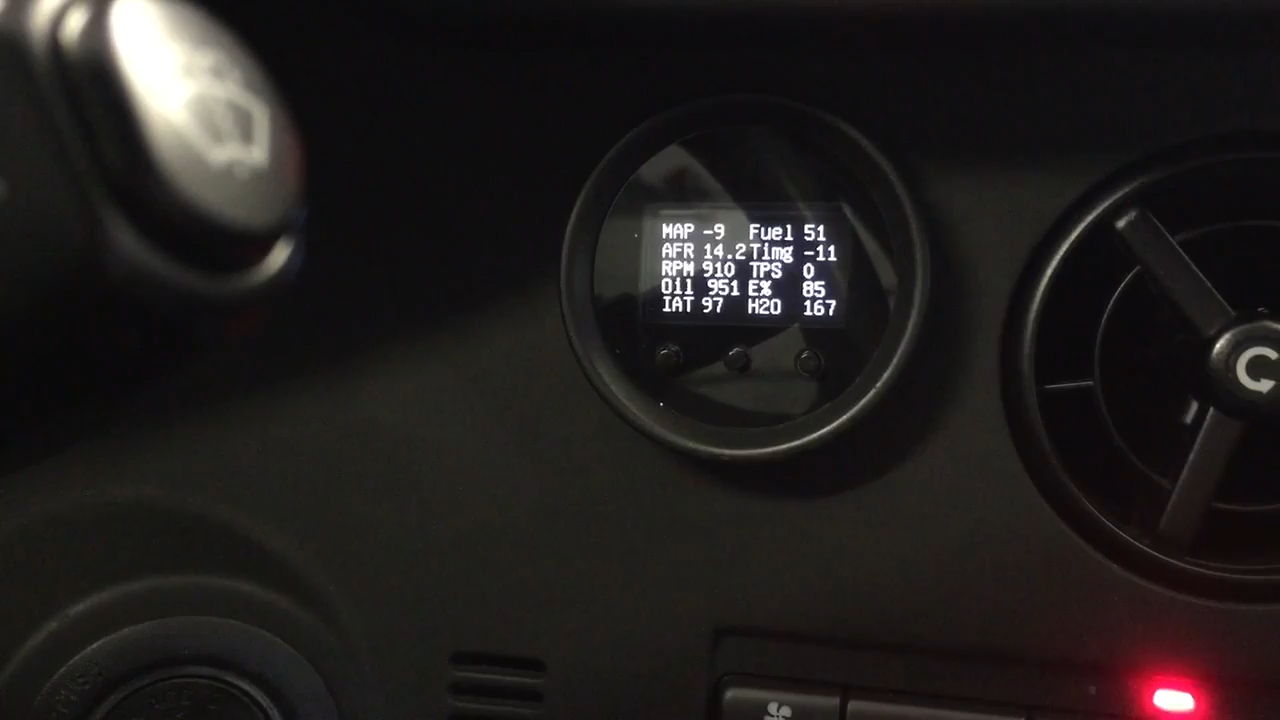 MAP -9 Fuel 51
AFR 14.2 Timg -11
RPM 910 TPS 0
Oil 951 E% 85
IAT 97 H2O 167